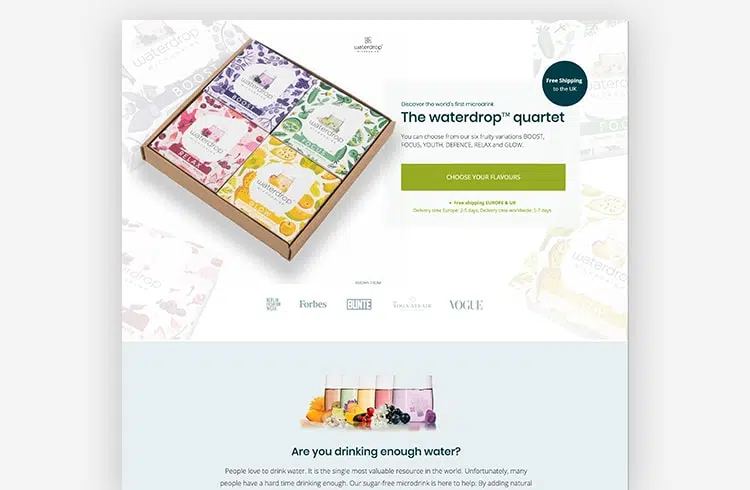 waterdrop
MICRODRINK
Free Shipping
to the UK
Discover the world's first microdrink
The waterdrop™ quartet
You can choose from our six fruity variations BOOST,
FOCUS, YOUTH, DEFENCE, RELAX and GLOW.
CHOOSE YOUR FLAVOURS
Free shipping EUROPE & UK
Delivery time Europe: 2-5 days, Delivery time worldwide: 5-7 days
waterdrop
BOOST
waterdrop
FOCUS
waterdrop
RELAX
waterdrop
KNOWN FROM
BERLIN
FASHION
WEEK
Forbes
BUNTE
VOGUE
Are you drinking enough water?
People love to drink water. It is the single most valuable resource in the world. Unfortunately, many
people have a hard time drinking enough. Our sugar-free microdrink is here to help: By adding natural